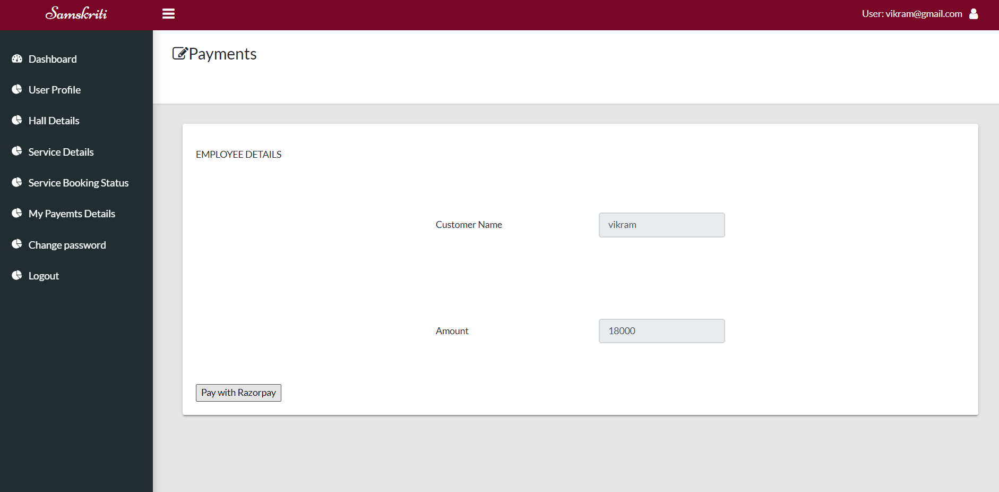 Samskriti
User: vikram@gmail.com
Dashboard
User Profile
Hall Details
Service Details
Service Booking Status
My Payemts Details
Change password
Logout
Payments
EMPLOYEE DETAILS
Customer Name
vikram
Amount
18000
Pay with Razorpay